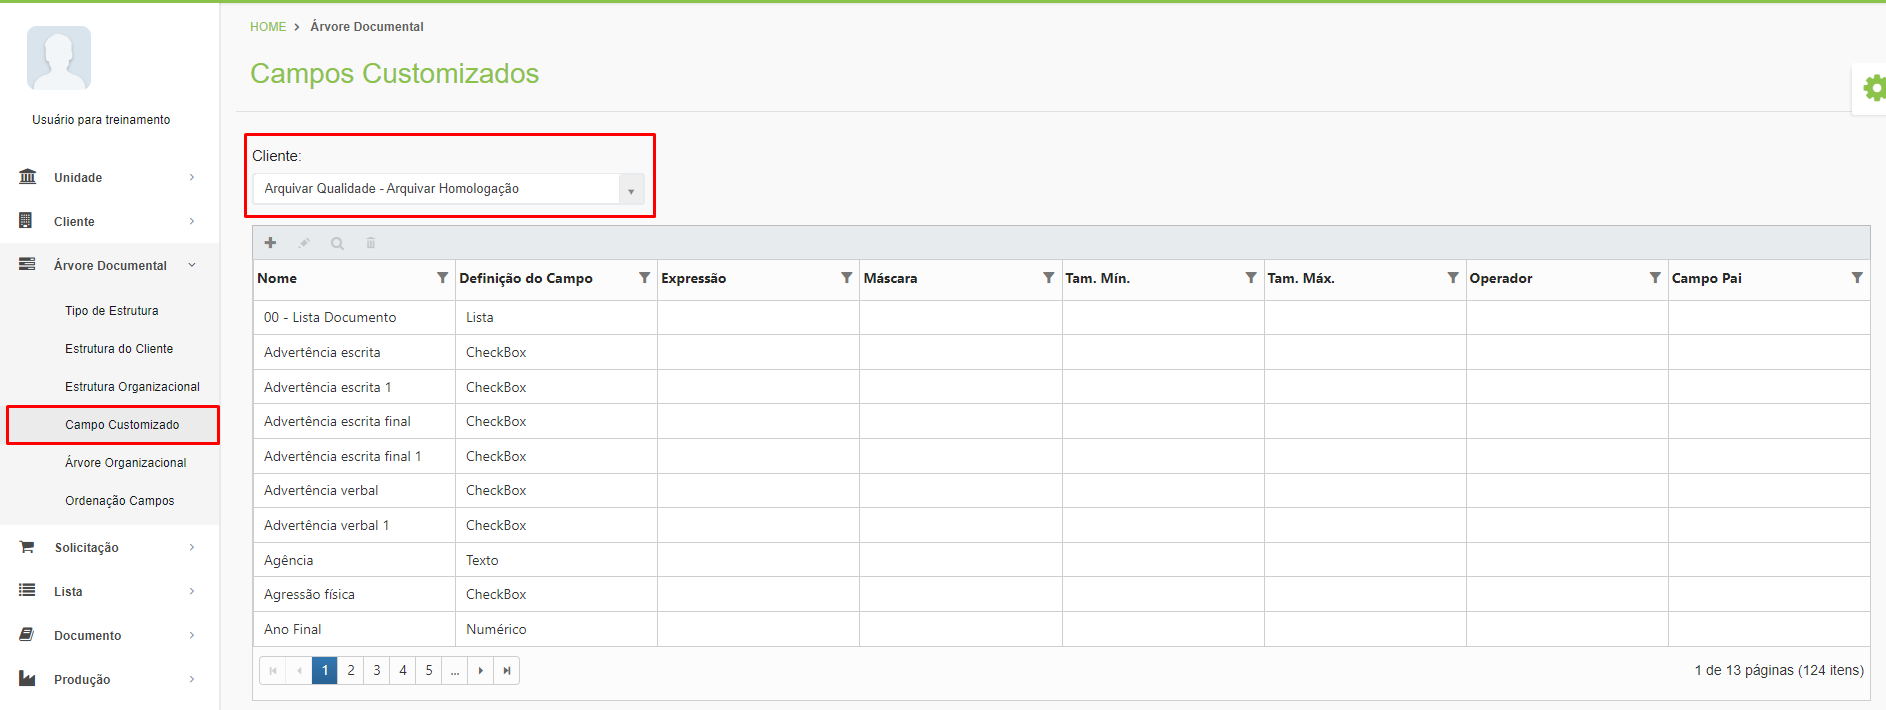 HOME > Árvore Documental
Campos Customizados
Usuário para treinamento
Unidade
Cliente
Árvore Documental
Tipo de Estrutura
Estrutura do Cliente
Estrutura Organizacional
Campo Customizado
Árvore Organizacional
Ordenação Campos
Solicitação
Lista
Documento
Produção
Cliente:
Arquivar Qualidade - Arquivar Homologação
Nome Definição do Campo Expressão Máscara Tam. Mín. Tam. Máx. Operador Campo Pai
00 - Lista Documento Lista
Advertência escrita CheckBox
Advertência escrita 1 CheckBox
Advertência escrita final CheckBox
Advertência escrita final 1 CheckBox
Advertência verbal CheckBox
Advertência verbal 1 CheckBox
Agência Texto
Agressão física CheckBox
Ano Final Numérico
1 2 3 4 5 ... 1 de 13 páginas (124 itens)